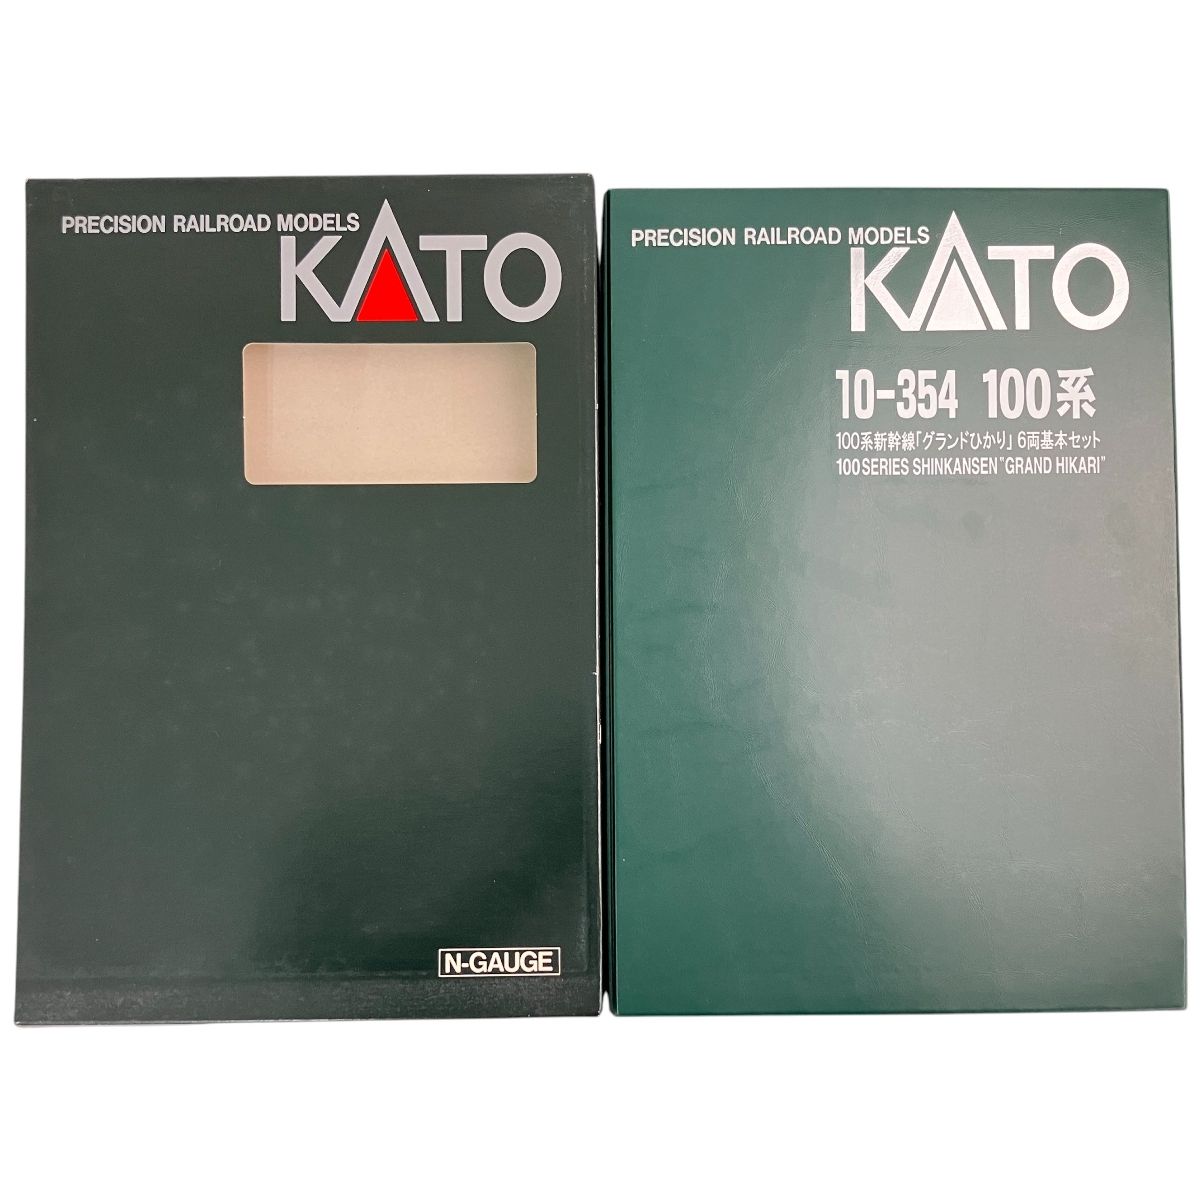 PRECISION RAILROAD MODELS
KATO
N-GAUGE
PRECISION RAILROAD MODELS
KATO
10-354 100系
100系新幹線「グランドひかり」6両基本セット
100 SERIES SHINKANSEN "GRAND HIKARI"